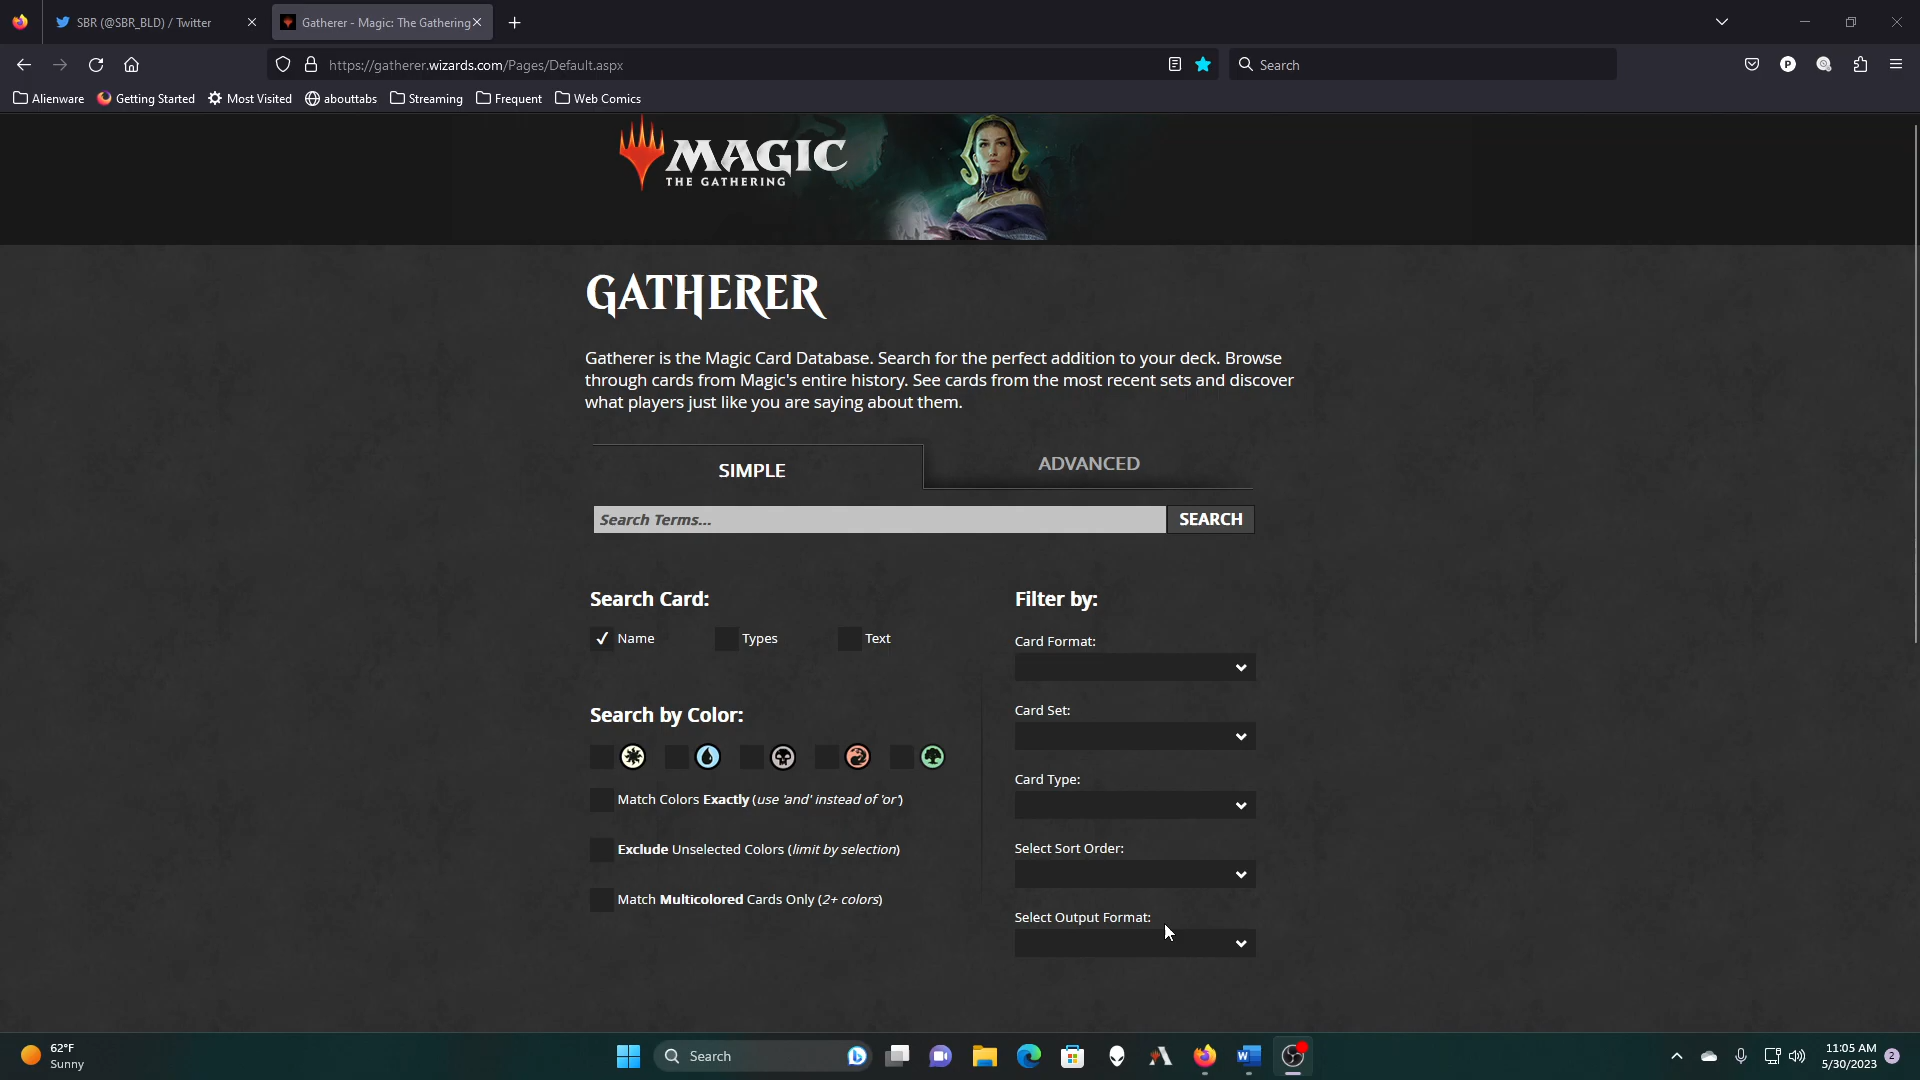 SBR (@SBR_BLD) / Twitter
Gatherer - Magic: The Gathering
https://gatherer.wizards.com/Pages/Default.aspx
Search
P
Alienware
Getting Started
Most Visited
abouttabs
Streaming
Frequent
Web Comics
MAGIC
THE GATHERING
GATHERER
Gatherer is the Magic Card Database. Search for the perfect addition to your deck. Browse
through cards from Magic's entire history. See cards from the most recent sets and discover
what players just like you are saying about them.
SIMPLE
ADVANCED
Search Terms...
SEARCH
Search Card:
Name
Types
Text
Search by Color:
Match Colors Exactly (use 'and' instead of 'or')
Exclude Unselected Colors (limit by selection)
Match Multicolored Cards Only (2+ colors)
Filter by:
Card Format:
Card Set:
Card Type:
Select Sort Order:
Select Output Format:
62°F
Sunny
Search
11:05 AM
5/30/2023
2